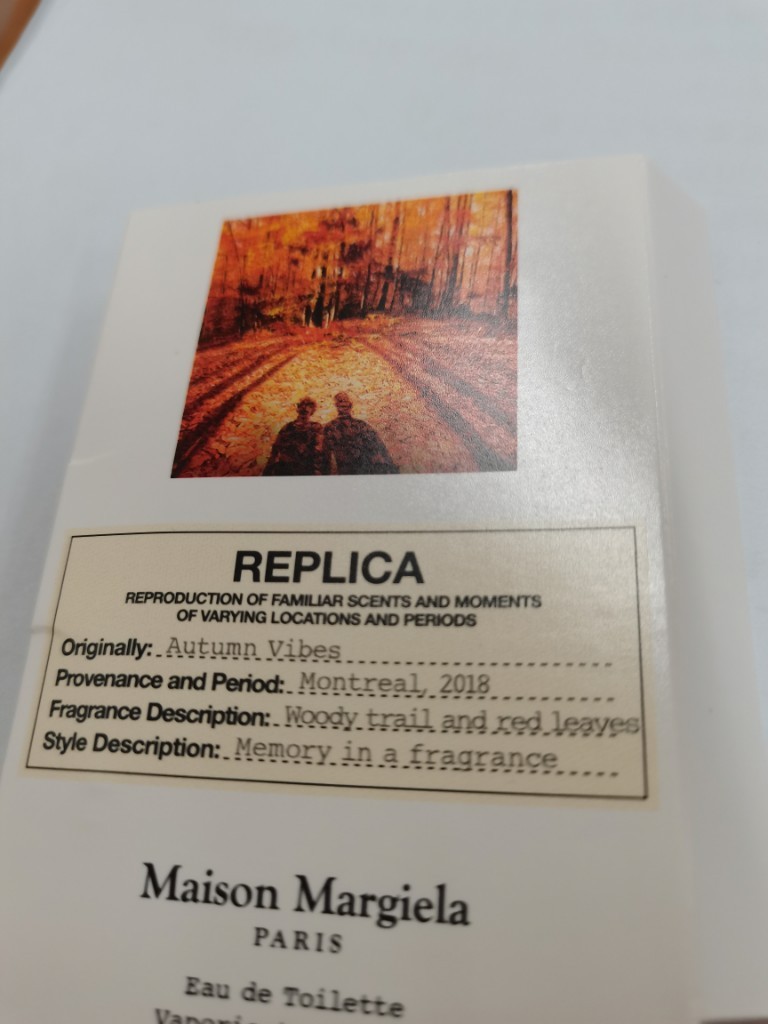 REPLICA
REPRODUCTION OF FAMILIAR SCENTS AND MOMENTS
OF VARYING LOCATIONS AND PERIODS
Originally: Autumn Vibes
Provenance and Period: Montreal, 2018
Fragrance Description: Woody trail and red leaves
Style Description: Memory in a fragrance
Maison Margiela
PARIS
Eau de Toilette